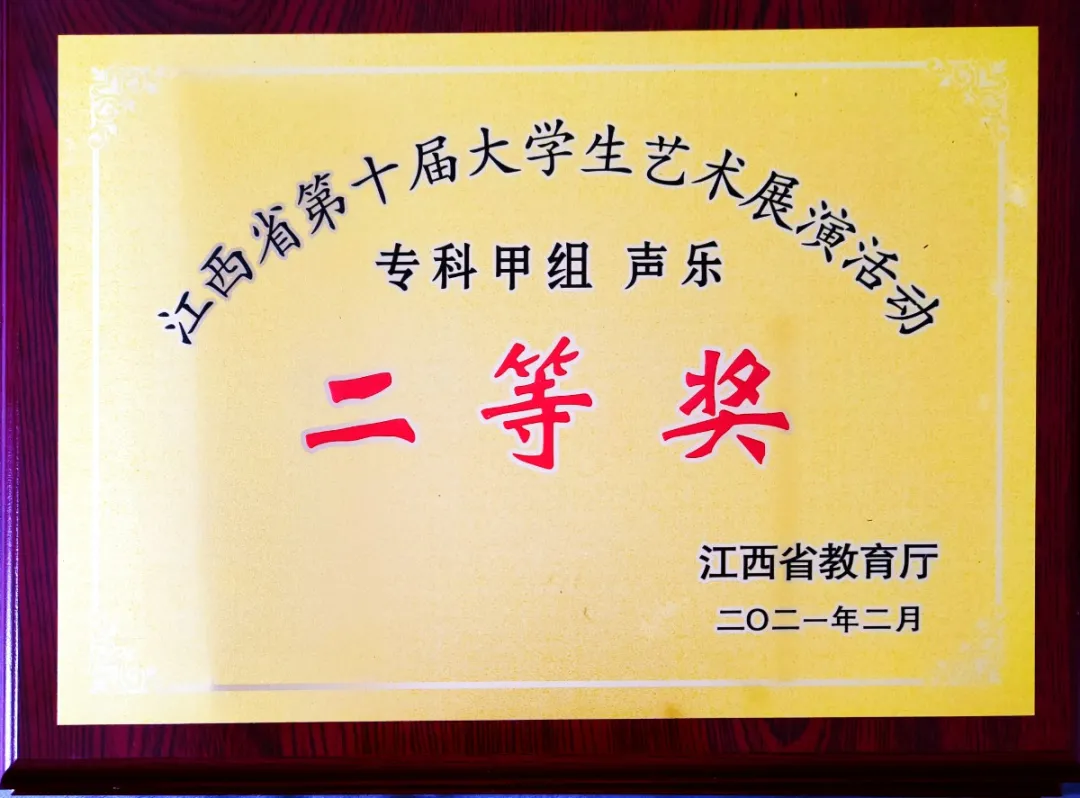 江西省第十届大学生艺术展演活动
专科甲组 声乐
二等奖
江西省教育厅
二〇二一年二月